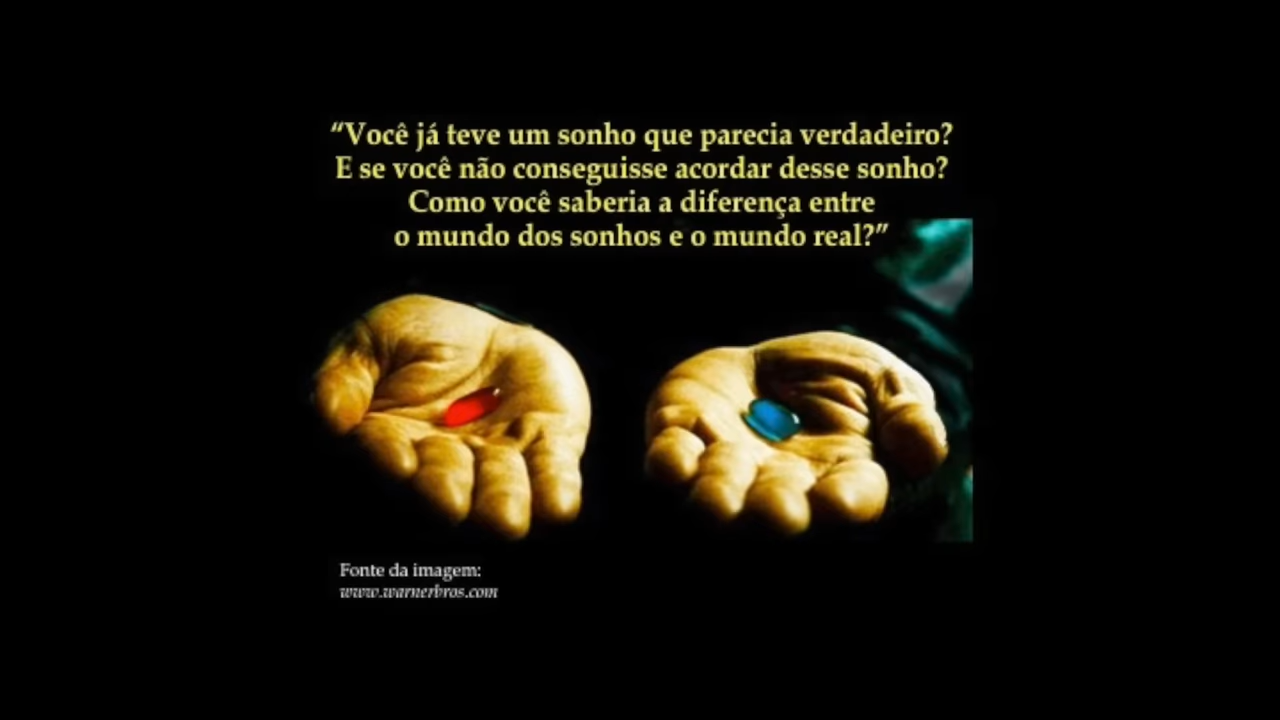 “Você já teve um sonho que parecia verdadeiro?
E se você não conseguisse acordar desse sonho?
Como você saberia a diferença entre
o mundo dos sonhos e o mundo real?”
Fonte da imagem:
www.warnerbros.com